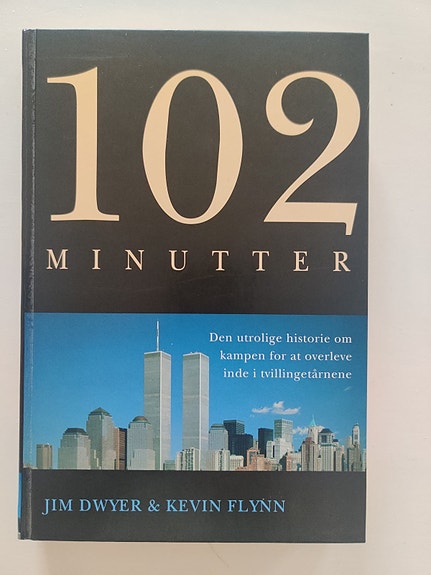 102
MINUTTER
Den utrolige historie om
kampen for at overleve
inde i tvillingetårnene
JIM DWYER & KEVIN FLYNN